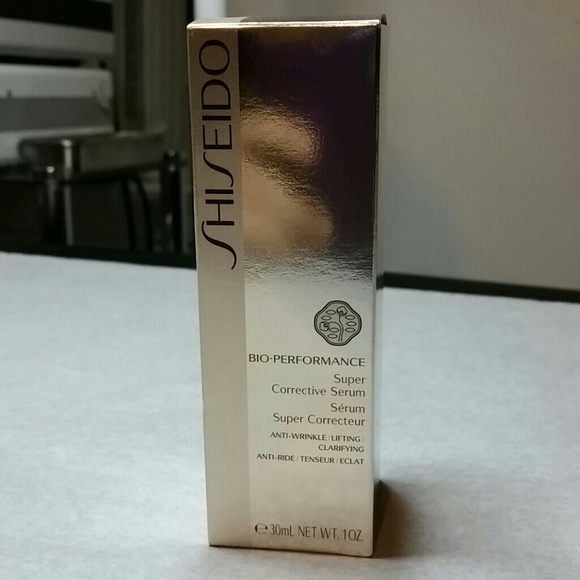 SHISEIDO
BIO-PERFORMANCE
Super
Corrective Serum
Sérum
Super Correcteur
ANTI-WRINKLE/LIFTING/
CLARIFYING
ANTI-RIDE/TENSEUR/ECLAT
℮30mL NET WT. 1OZ.